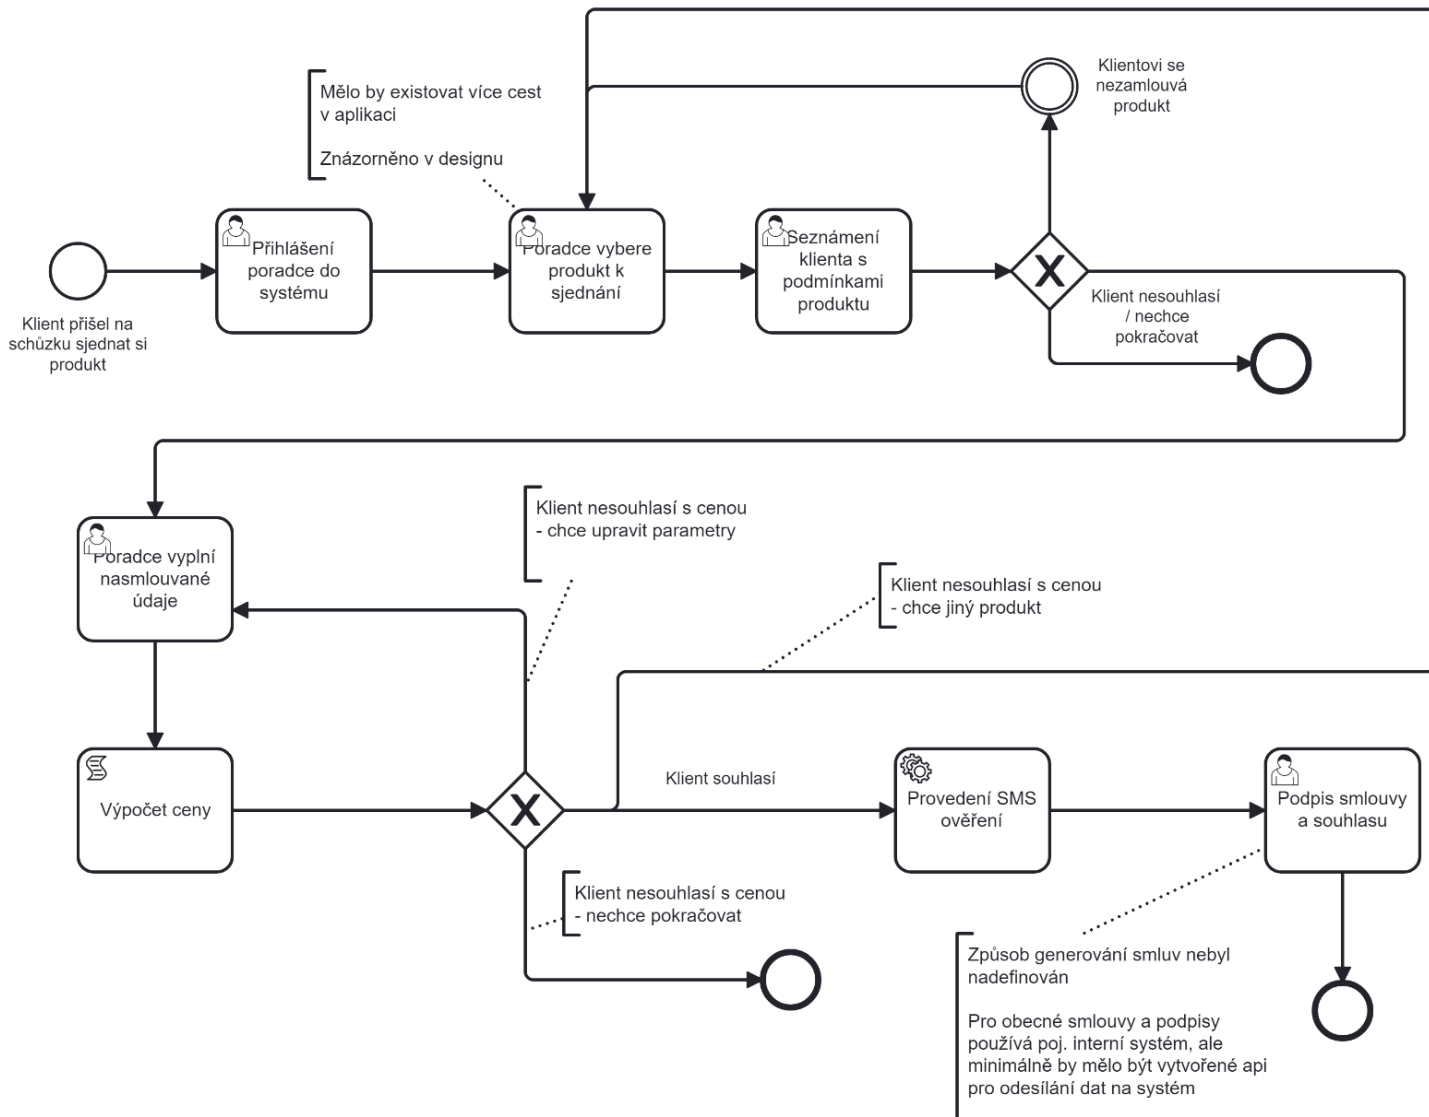 Mělo by existovat více cest
v aplikaci
Znázorněno v designu
Klientovi se
nezamlouvá
produkt
Klient přišel na
schůzku sjednat si
produkt
Přihlášení
poradce do
systému
Poradce vybere
produkt k
sjednání
Seznámení
klienta s
podmínkami
produktu
Klient nesouhlasí
/ nechce
pokračovat
Poradce vyplní
nasmlouvané
údaje
Klient nesouhlasí s cenou
- chce upravit parametry
Klient nesouhlasí s cenou
- chce jiný produkt
Výpočet ceny
Klient souhlasí
Provedení SMS
ověření
Podpis smlouvy
a souhlasu
Klient nesouhlasí s cenou
- nechce pokračovat
Způsob generování smluv nebyl
nadefinován
Pro obecné smlouvy a podpisy
používá poj. interní systém, ale
minimálně by mělo být vytvořené api
pro odesílání dat na systém